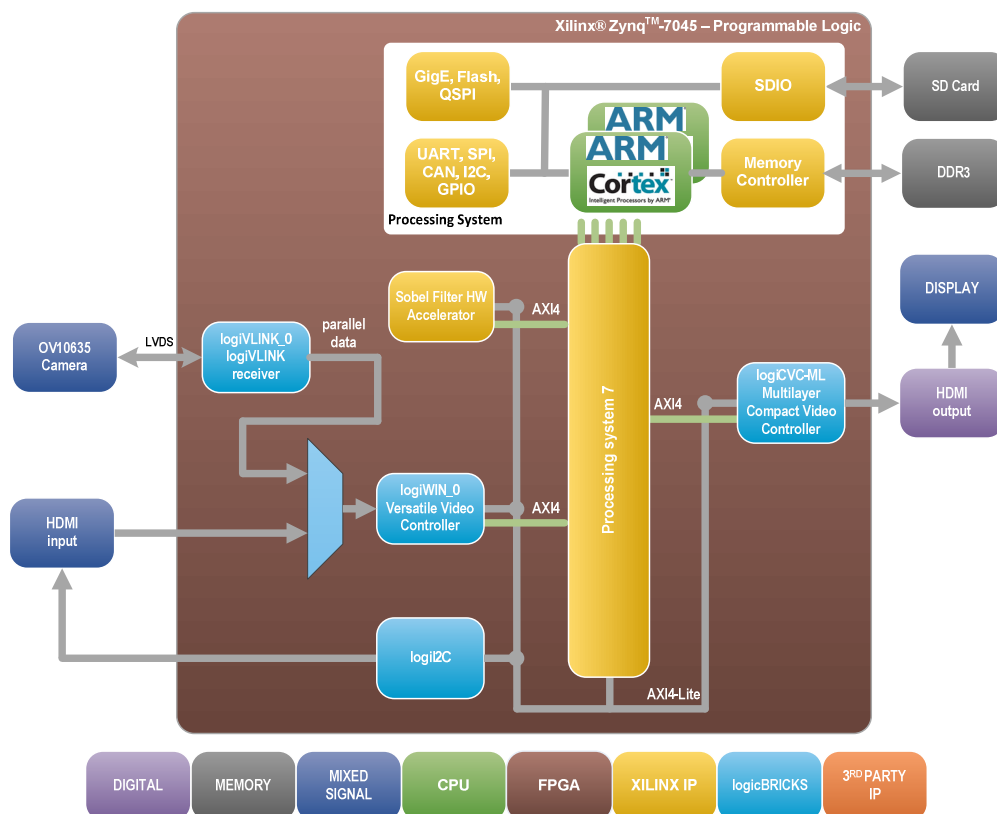 Xilinx® Zynq™-7045 – Programmable Logic
GigE, Flash,
QSPI
SDIO
SD Card
ARM
ARM®
Cortex
Intelligent Processors by ARM®
UART, SPI,
CAN, I2C,
GPIO
Memory
Controller
DDR3
Processing System
Sobel Filter HW
Accelerator
AXI4
DISPLAY
OV10635
Camera
LVDS
logiVLINK_0
logiVLINK
receiver
parallel
data
Processing system 7
AXI4
logiCVC-ML
Multilayer
Compact Video
Controller
HDMI
output
logiWIN_0
Versatile Video
Controller
AXI4
HDMI
input
logiI2C
AXI4-Lite
DIGITAL
MEMORY
MIXED
SIGNAL
CPU
FPGA
XILINX IP
logicBRICKS
3RD PARTY
IP